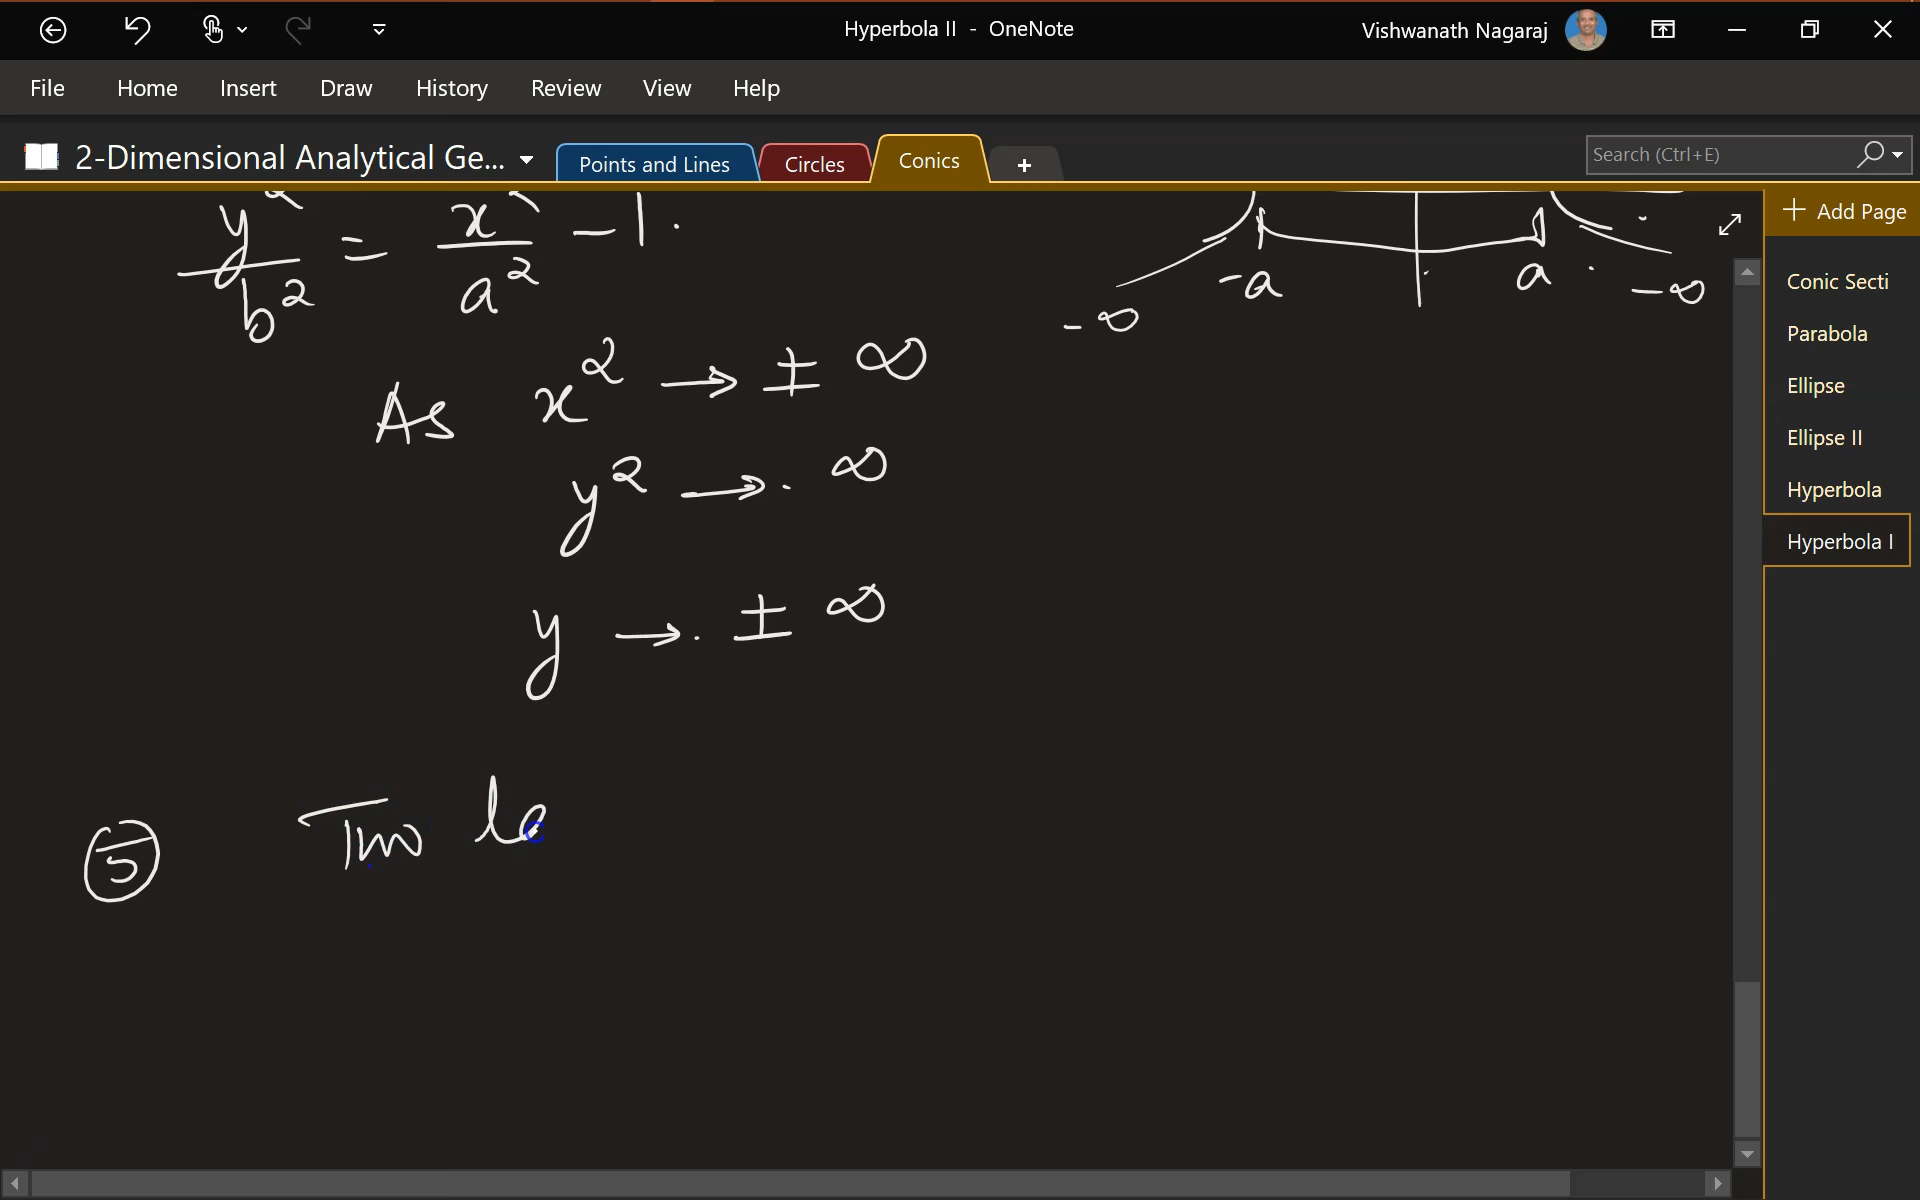 Hyperbola II - OneNote
Vishwanath Nagaraj
File Home Insert Draw History Review View Help
2-Dimensional Analytical Ge...
Points and Lines
Circles
Conics
+
Search (Ctrl+E)
+ Add Page
Conic Secti
Parabola
Ellipse
Ellipse II
Hyperbola
Hyperbola I
y²/b² = x²/a² - 1.
-a a
-∞ -∞
As x² → ± ∞
y² → ∞
y → ± ∞
⑤ Two le